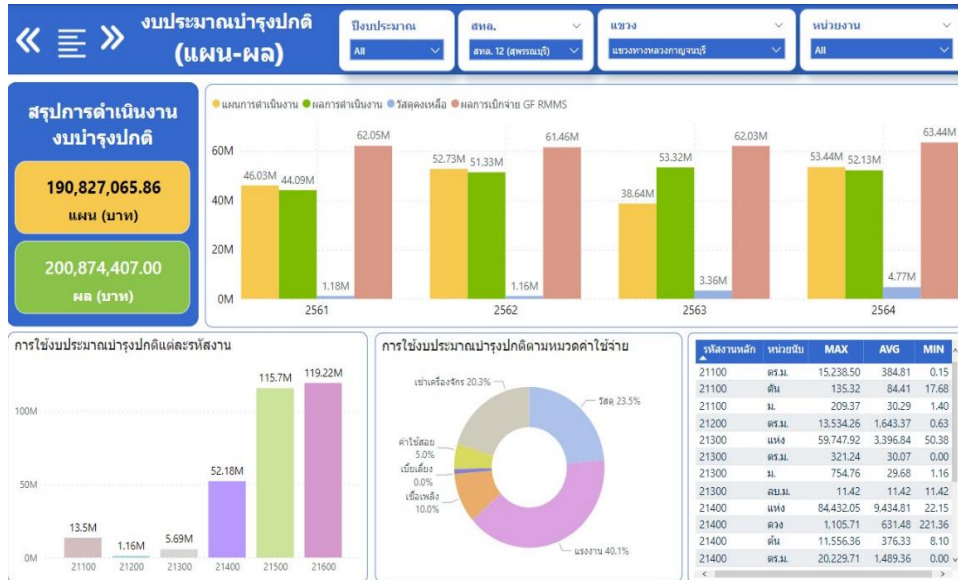 งบประมาณบำรุงปกติ
(แผน-ผล)
ปีงบประมาณ
All
สทล.
สทล. 12 (สุพรรณบุรี)
แขวง
แขวงทางหลวงกาญจนบุรี
หน่วยงาน
All
สรุปการดำเนินงาน
งบบำรุงปกติ
190,827,065.86
แผน (บาท)
200,874,407.00
ผล (บาท)
แผนการดำเนินงาน ผลการดำเนินงาน วัสดุคงเหลือ ผลการเบิกจ่าย GF RMMS
60M
40M
20M
0M
46.03M 44.09M 1.18M 62.05M
52.73M 51.33M 1.16M 61.46M
38.64M 53.32M 3.36M 62.03M
53.44M 52.13M 4.77M 63.44M
2561 2562 2563 2564
การใช้งบประมาณบำรุงปกติแต่ละรหัสงาน
100M
50M
0M
13.5M 1.16M 5.69M 52.18M 115.7M 119.22M
21100 21200 21300 21400 21500 21600
การใช้งบประมาณบำรุงปกติตามหมวดค่าใช้จ่าย
เช่าเครื่องจักร 20.3%
วัสดุ 23.5%
ค่าใช้สอย
5.0%
เบี้ยเลี้ยง
0.0%
เชื้อเพลิง
10.0%
แรงงาน 40.1%
รหัสงานหลัก หน่วยนับ MAX AVG MIN
21100 ตร.ม. 15,238.50 384.81 0.15
21100 ตัน 135.32 84.41 17.68
21100 ม. 209.37 30.29 1.40
21200 ตร.ม. 13,534.26 1,643.37 0.63
21300 แห่ง 59,747.92 3,396.84 50.38
21300 ตร.ม. 321.24 30.07 0.00
21300 ม. 754.76 29.68 1.16
21300 ลบ.ม. 11.42 11.42 11.42
21400 แห่ง 84,432.05 9,434.81 22.15
21400 ดวง 1,105.71 631.48 221.36
21400 ต้น 11,556.36 376.33 8.10
21400 ตร.ม. 20,229.71 1,489.36 0.00